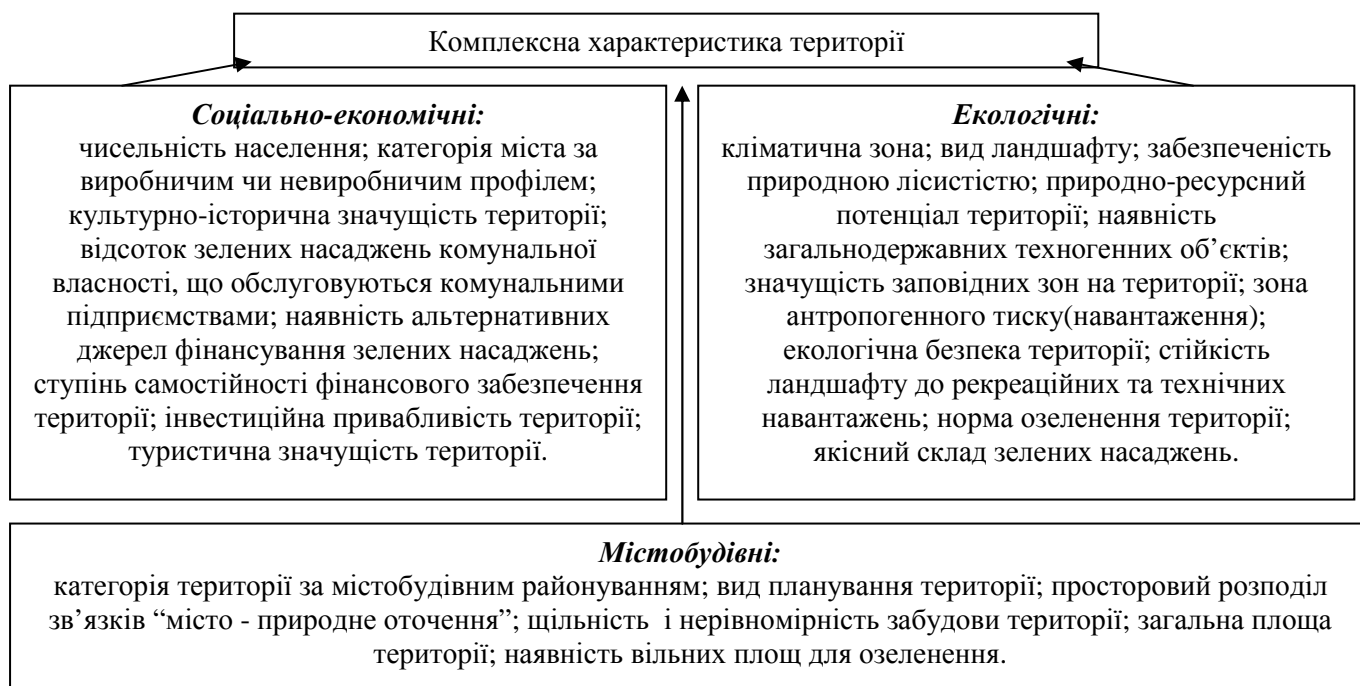 Комплексна характеристика території
Соціально-економічні:
чисельність населення; категорія міста за
виробничим чи невиробничим профілем;
культурно-історична значущість території;
відсоток зелених насаджень комунальної
власності, що обслуговуються комунальними
підприємствами; наявність альтернативних
джерел фінансування зелених насаджень;
ступінь самостійності фінансового забезпечення
території; інвестиційна привабливість території;
туристична значущість території.
Екологічні:
кліматична зона; вид ландшафту; забезпеченість
природною лісистістю; природно-ресурсний
потенціал території; наявність
загальнодержавних техногенних об’єктів;
значущість заповідних зон на території; зона
антропогенного тиску(навантаження);
екологічна безпека території; стійкість
ландшафту до рекреаційних та технічних
навантажень; норма озеленення території;
якісний склад зелених насаджень.
Містобудівні:
категорія території за містобудівним районуванням; вид планування території; просторовий розподіл
зв’язків “місто - природне оточення”; щільність і нерівномірність забудови території; загальна площа
території; наявність вільних площ для озеленення.